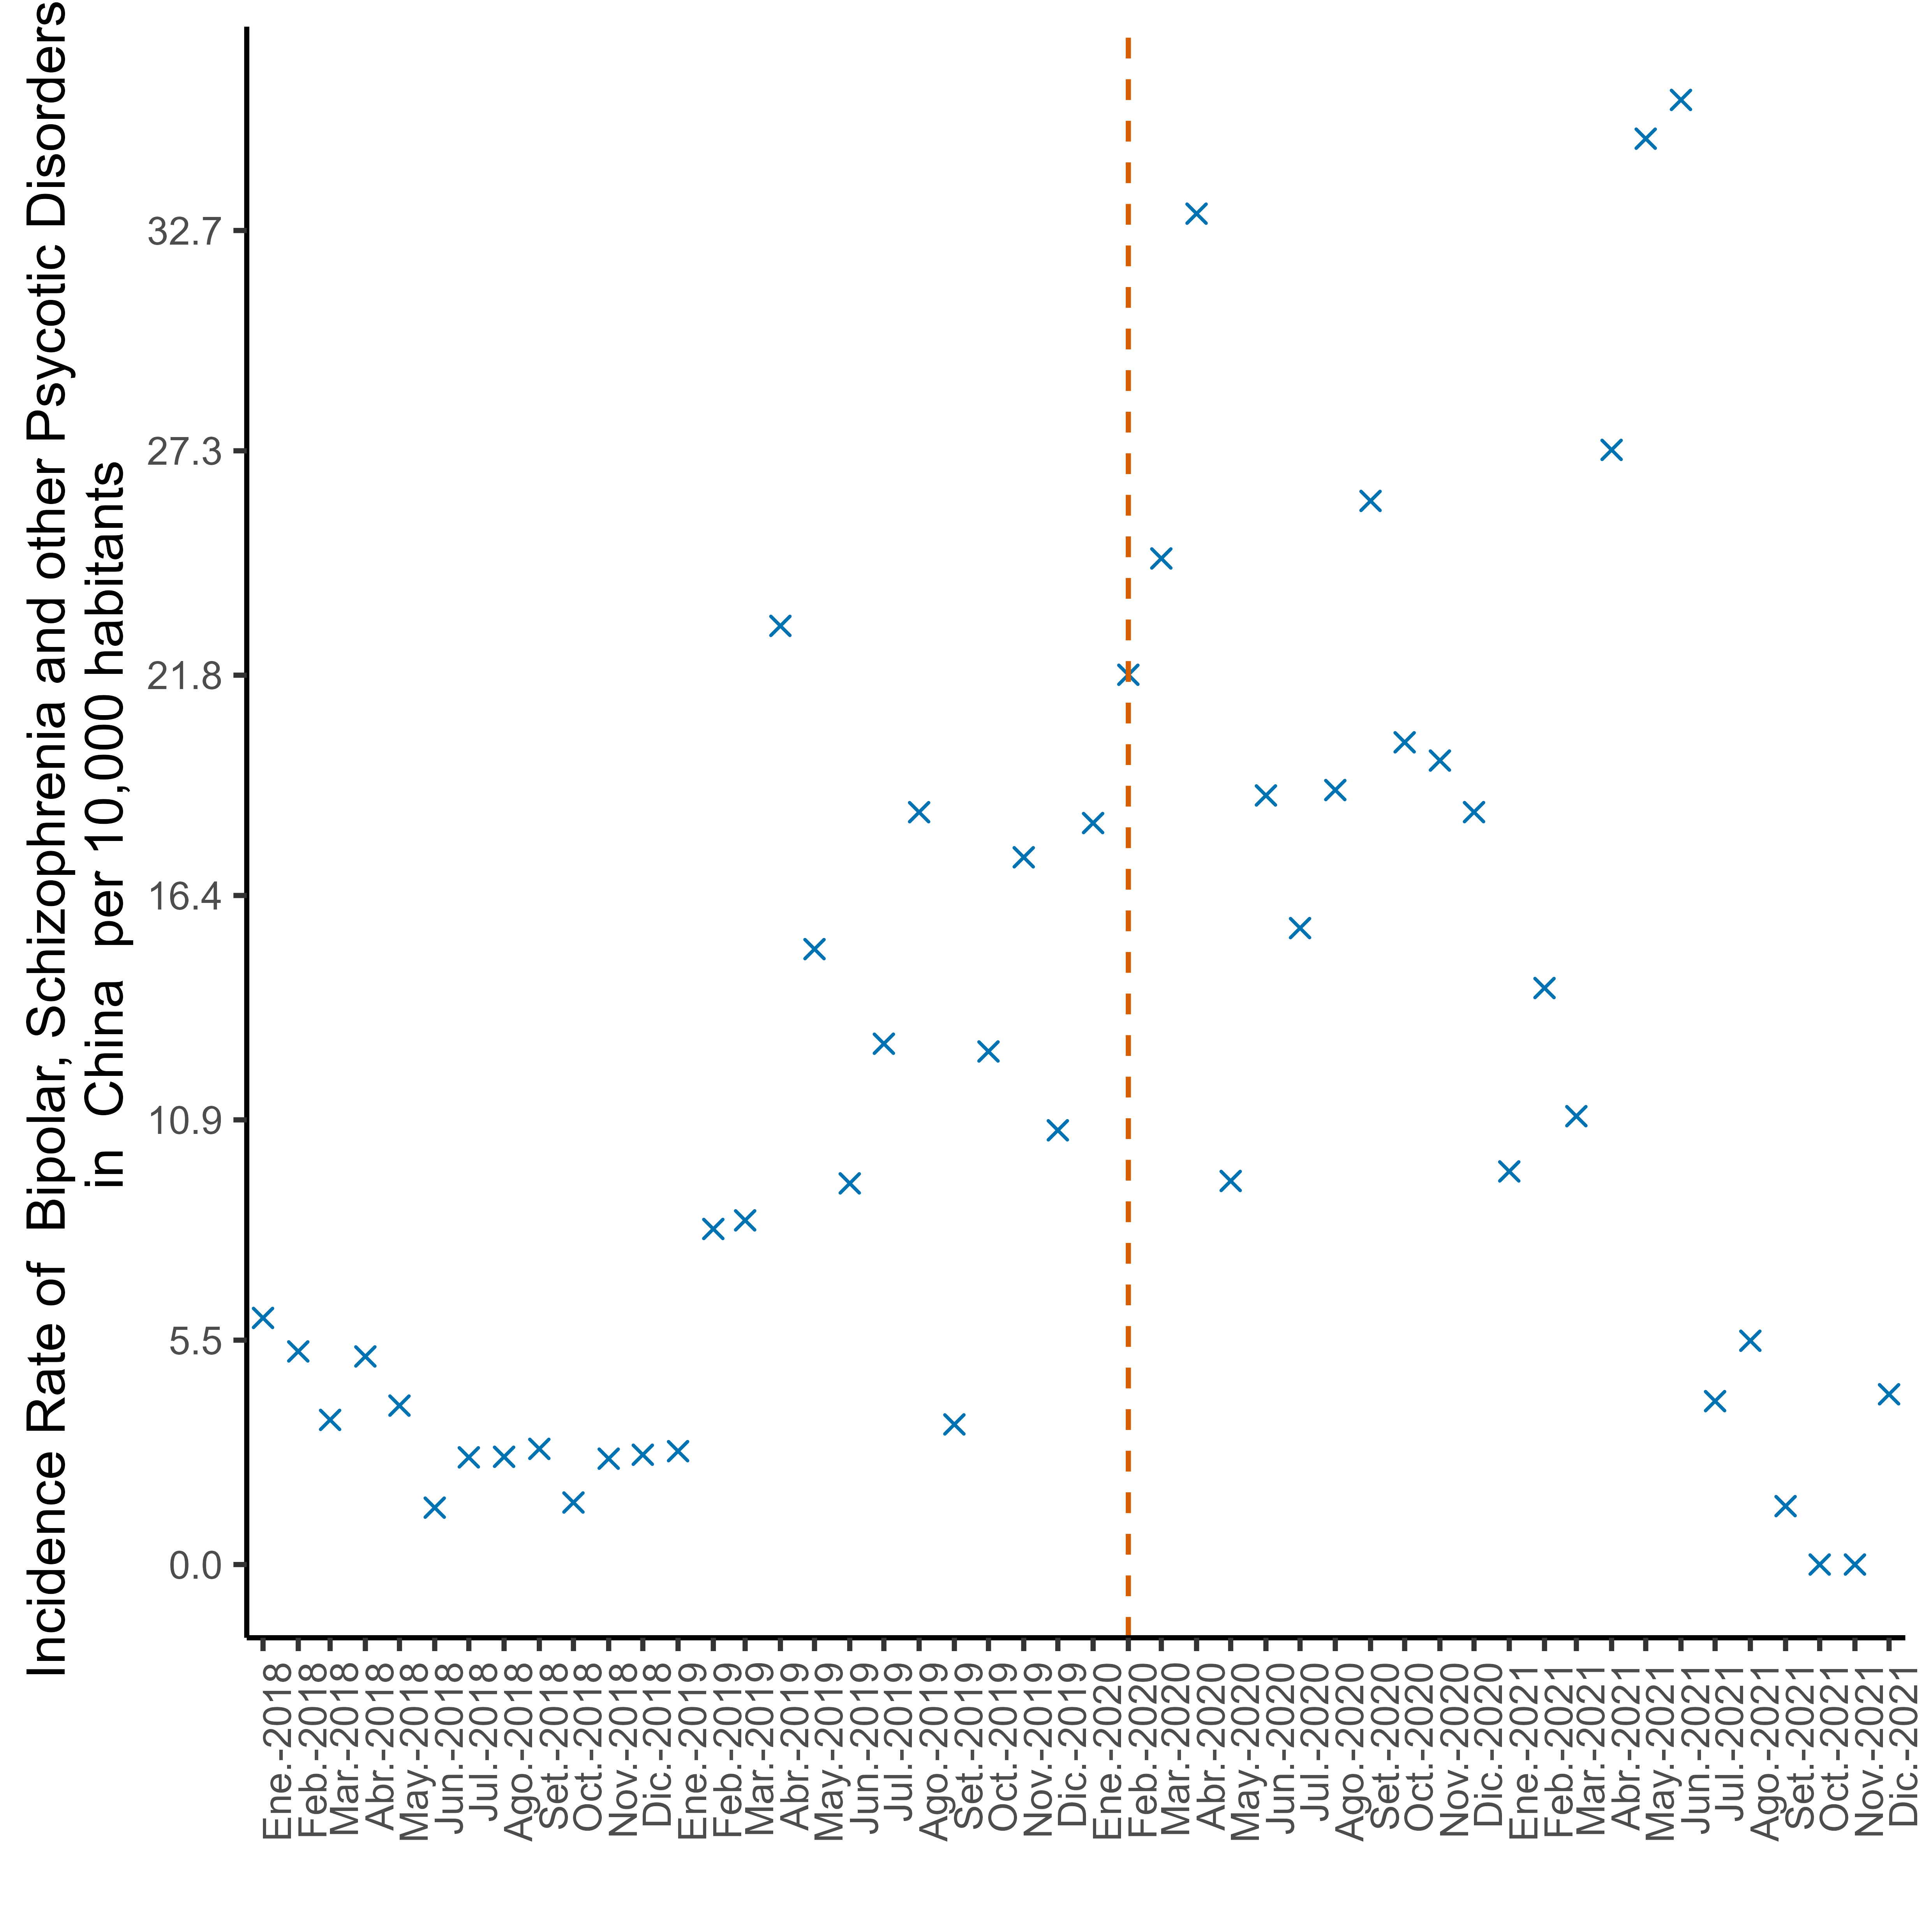 Incidence Rate of Bipolar, Schizophrenia and other Psycotic Disorders
in China per 10,000 habitants
32.7
27.3
21.8
16.4
10.9
5.5
0.0
Ene.-2018
Feb.-2018
Mar.-2018
Abr.-2018
May.-2018
Jun.-2018
Jul.-2018
Ago.-2018
Set.-2018
Oct.-2018
Nov.-2018
Dic.-2018
Ene.-2019
Feb.-2019
Mar.-2019
Abr.-2019
May.-2019
Jun.-2019
Jul.-2019
Ago.-2019
Set.-2019
Oct.-2019
Nov.-2019
Dic.-2019
Ene.-2020
Feb.-2020
Mar.-2020
Abr.-2020
May.-2020
Jun.-2020
Jul.-2020
Ago.-2020
Set.-2020
Oct.-2020
Nov.-2020
Dic.-2020
Ene.-2021
Feb.-2021
Mar.-2021
Abr.-2021
May.-2021
Jun.-2021
Jul.-2021
Ago.-2021
Set.-2021
Oct.-2021
Nov.-2021
Dic.-2021